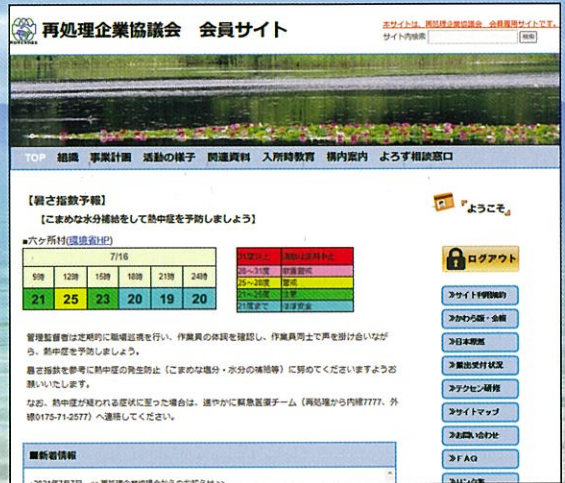 再処理企業協議会 会員サイト
本サイトは、再処理企業協議会 会員専用サイトです。
サイト内検索
検索
TOP 組織 事業計画 活動の様子 関連資料 入所時教育 構内案内 よろず相談窓口
【暑さ指数予報】
【こまめな水分補給をして熱中症を予防しましょう】
■六ヶ所村(環境省HP)
7/16
9時 12時 15時 18時 21時 24時
21 25 23 20 19 20
31度以上 運動は原則中止
28~31度 厳重警戒
25~28度 警戒
21~25度 注意
21度まで ほぼ安全
管理監督者は定期的に職場巡視を行い、作業員の体調を確認し、作業員同士で声を掛け合いなが
ら、熱中症を予防しましょう。
暑さ指数を参考に熱中症の発生防止(こまめな塩分・水分の補給等)に努めてくださいますようお
願いいたします。
なお、熱中症が疑われる症状に至った場合は、速やかに緊急医療チーム(再処理から内線7777、外
線0175-71-2577)へ連絡してください。
■新着情報
『ようこそ』
ログアウト
≫サイト利用規約
≫かわら版・会報
≫日本原燃
≫搬出受付状況
≫テクセン研修
≫サイトマップ
≫お問い合わせ
≫FAQ
≫リンク集